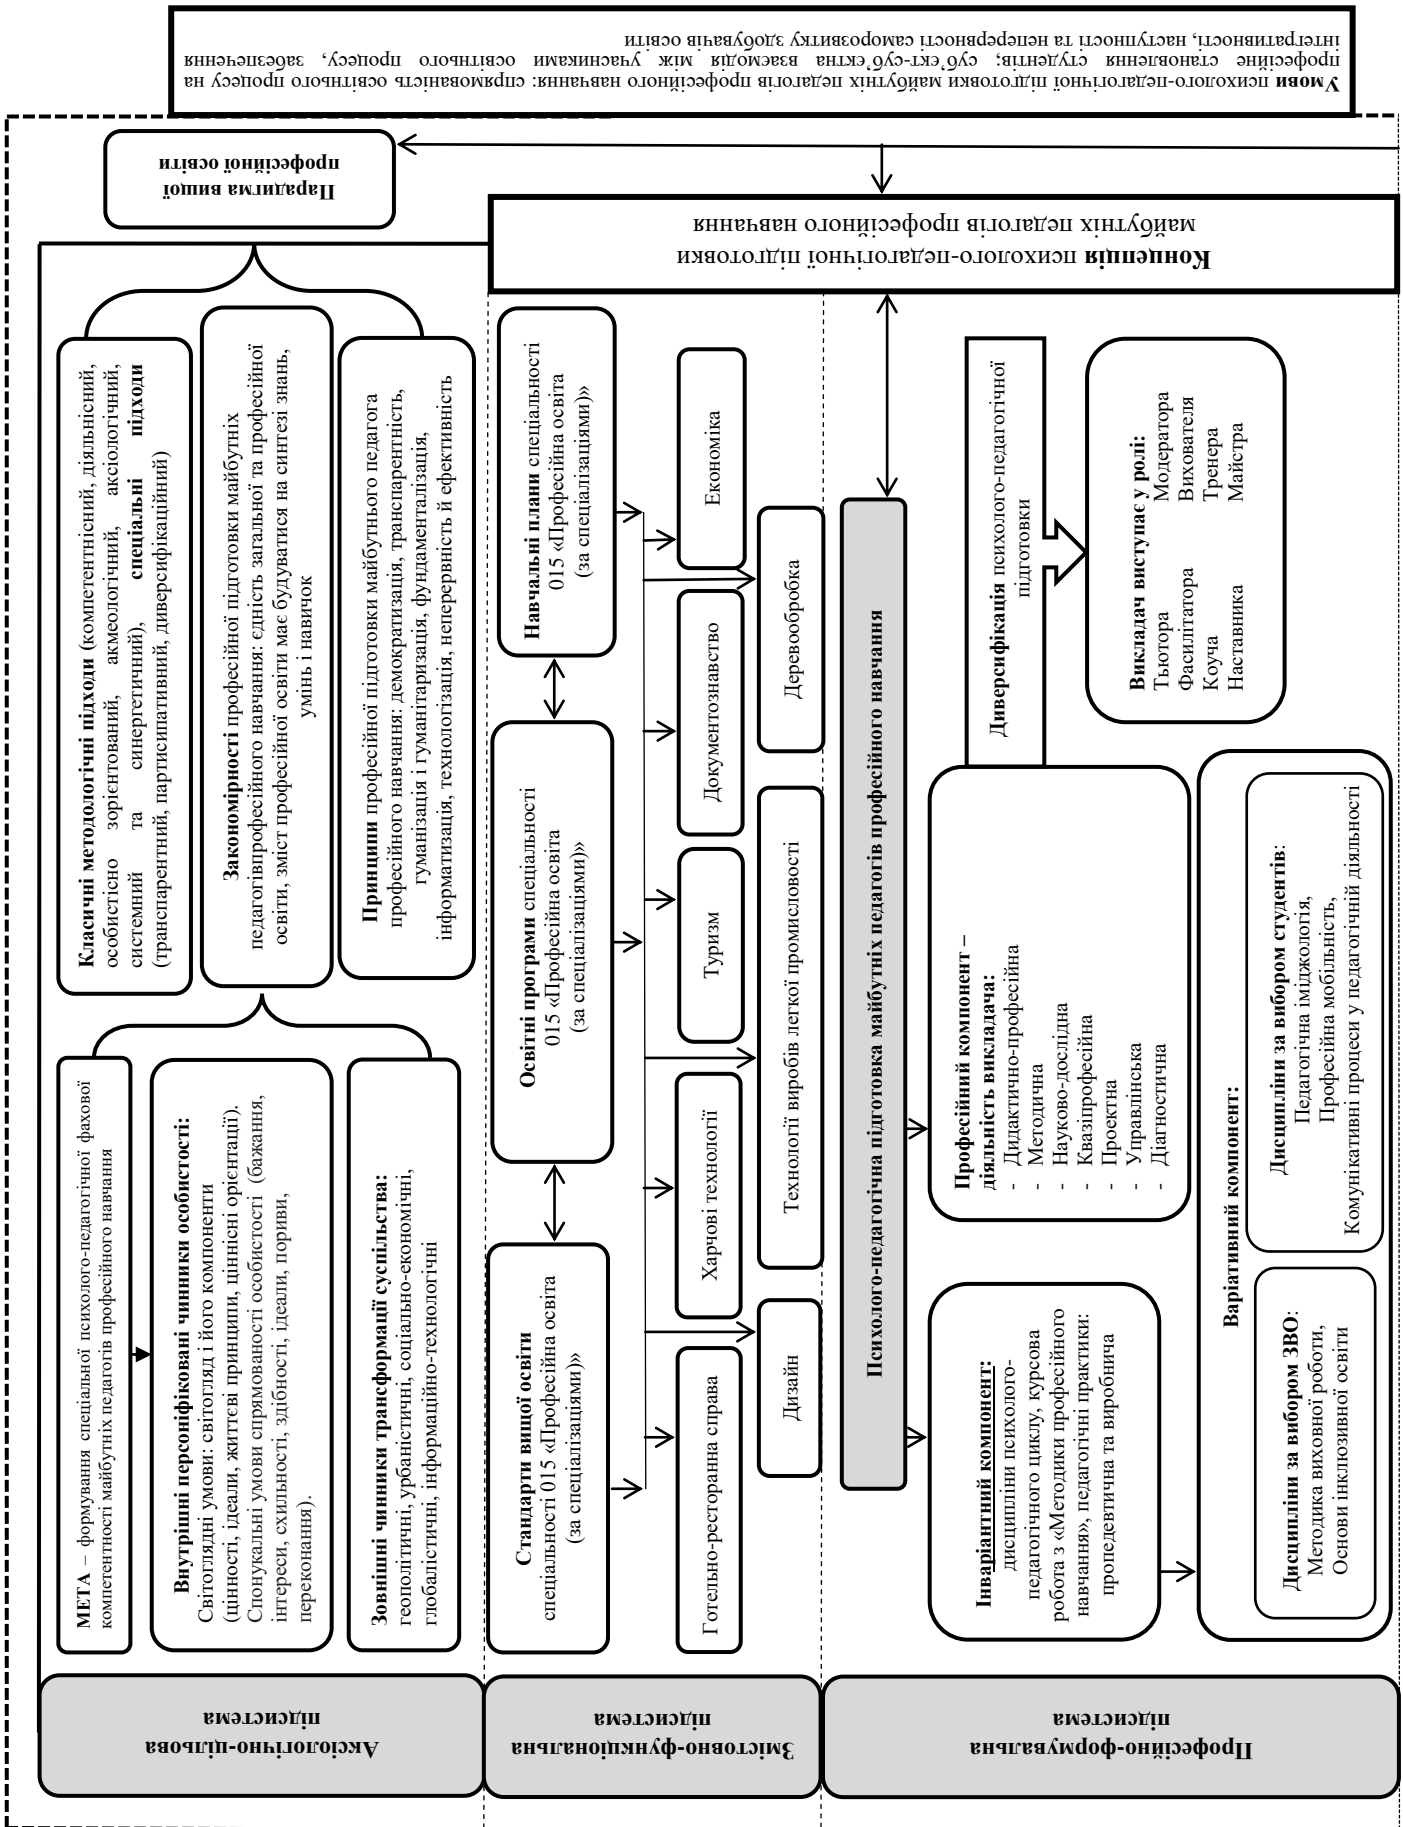 Умови психолого-педагогічної підготовки майбутніх педагогів професійного навчання: спрямованість освітнього процесу на
професійне становлення студентів; суб’єкт-суб’єктна взаємодія між учасниками освітнього процесу, забезпечення
інтегративності, наступності та неперервності саморозвитку здобувачів освіти
Парадигма вищої
професійної освіти
Концепція психолого-педагогічної підготовки
майбутніх педагогів професійного навчання
Аксіологічно-цільова
підсистема
МЕТА – формування спеціальної психолого-педагогічної фахової
компетентності майбутніх педагогів професійного навчання
Внутрішні персоніфіковані чинники особистості:
Світоглядні умови: світогляд і його компоненти
(цінності, ідеали, життєві принципи, ціннісні орієнтації).
Спонукальні умови спрямованості особистості (бажання,
інтереси, схильності, здібності, ідеали, пориви,
переконання).
Зовнішні чинники трансформації суспільства:
геополітичні, урбаністичні, соціально-економічні,
глобалістичні, інформаційно-технологічні
Класичні методологічні підходи (компетентнісний, діяльнісний,
особистісно зорієнтований, акмеологічний, аксіологічний,
системний та синергетичний), спеціальні підходи
(транспарентний, партисипативний, диверсифікаційний)
Закономірності професійної підготовки майбутніх
педагогівпрофесійного навчання: єдність загальної та професійної
освіти, зміст професійної освіти має будуватися на синтезі знань,
умінь і навичок
Принципи професійної підготовки майбутнього педагога
професійного навчання: демократизація, транспарентність,
гуманізація і гуманітаризація, фундаменталізація,
інформатизація, технологізація, неперервність й ефективність
Змістовно-функціональна
підсистема
Стандарти вищої освіти
спеціальності 015 «Професійна освіта
(за спеціалізаціями)»
Освітні програми спеціальності
015 «Професійна освіта
(за спеціалізаціями)»
Навчальні плани спеціальності
015 «Професійна освіта
(за спеціалізаціями)»
Готельно-ресторанна справа
Харчові технології
Туризм
Документознавство
Економіка
Дизайн
Технології виробів легкої промисловості
Деревообробка
Професійно-формувальна
підсистема
Психолого-педагогічна підготовка майбутніх педагогів професійного навчання
Інваріантний компонент:
дисципліни психолого-
педагогічного циклу, курсова
робота з «Методики професійного
навчання», педагогічні практики:
пропедевтична та виробнича
Професійний компонент –
діяльність викладача:
- Дидактично-професійна
- Методична
- Науково-дослідна
- Квазіпрофесійна
- Проектна
- Управлінська
- Діагностична
Диверсифікація психолого-педагогічної
підготовки
Викладач виступає у ролі:
Тьютора Модератора
Фасилітатора Вихователя
Коуча Тренера
Наставника Майстра
Варіативний компонент:
Дисципліни за вибором ЗВО:
Методика виховної роботи,
Основи інклюзивної освіти
Дисципліни за вибором студентів:
Педагогічна іміджологія,
Професійна мобільність,
Комунікативні процеси у педагогічній діяльності